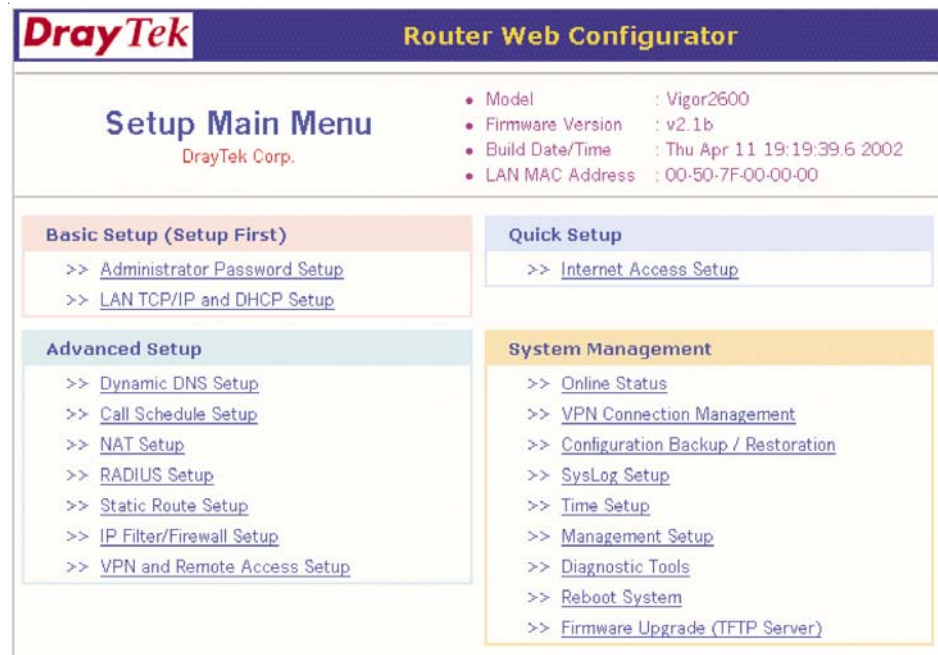 DrayTek
Router Web Configurator
Setup Main Menu
DrayTek Corp.
• Model : Vigor2600
• Firmware Version : v2.1b
• Build Date/Time : Thu Apr 11 19:19:39.6 2002
• LAN MAC Address : 00-50-7F-00-00-00
Basic Setup (Setup First)
>> Administrator Password Setup
>> LAN TCP/IP and DHCP Setup
Quick Setup
>> Internet Access Setup
Advanced Setup
>> Dynamic DNS Setup
>> Call Schedule Setup
>> NAT Setup
>> RADIUS Setup
>> Static Route Setup
>> IP Filter/Firewall Setup
>> VPN and Remote Access Setup
System Management
>> Online Status
>> VPN Connection Management
>> Configuration Backup / Restoration
>> SysLog Setup
>> Time Setup
>> Management Setup
>> Diagnostic Tools
>> Reboot System
>> Firmware Upgrade (TFTP Server)